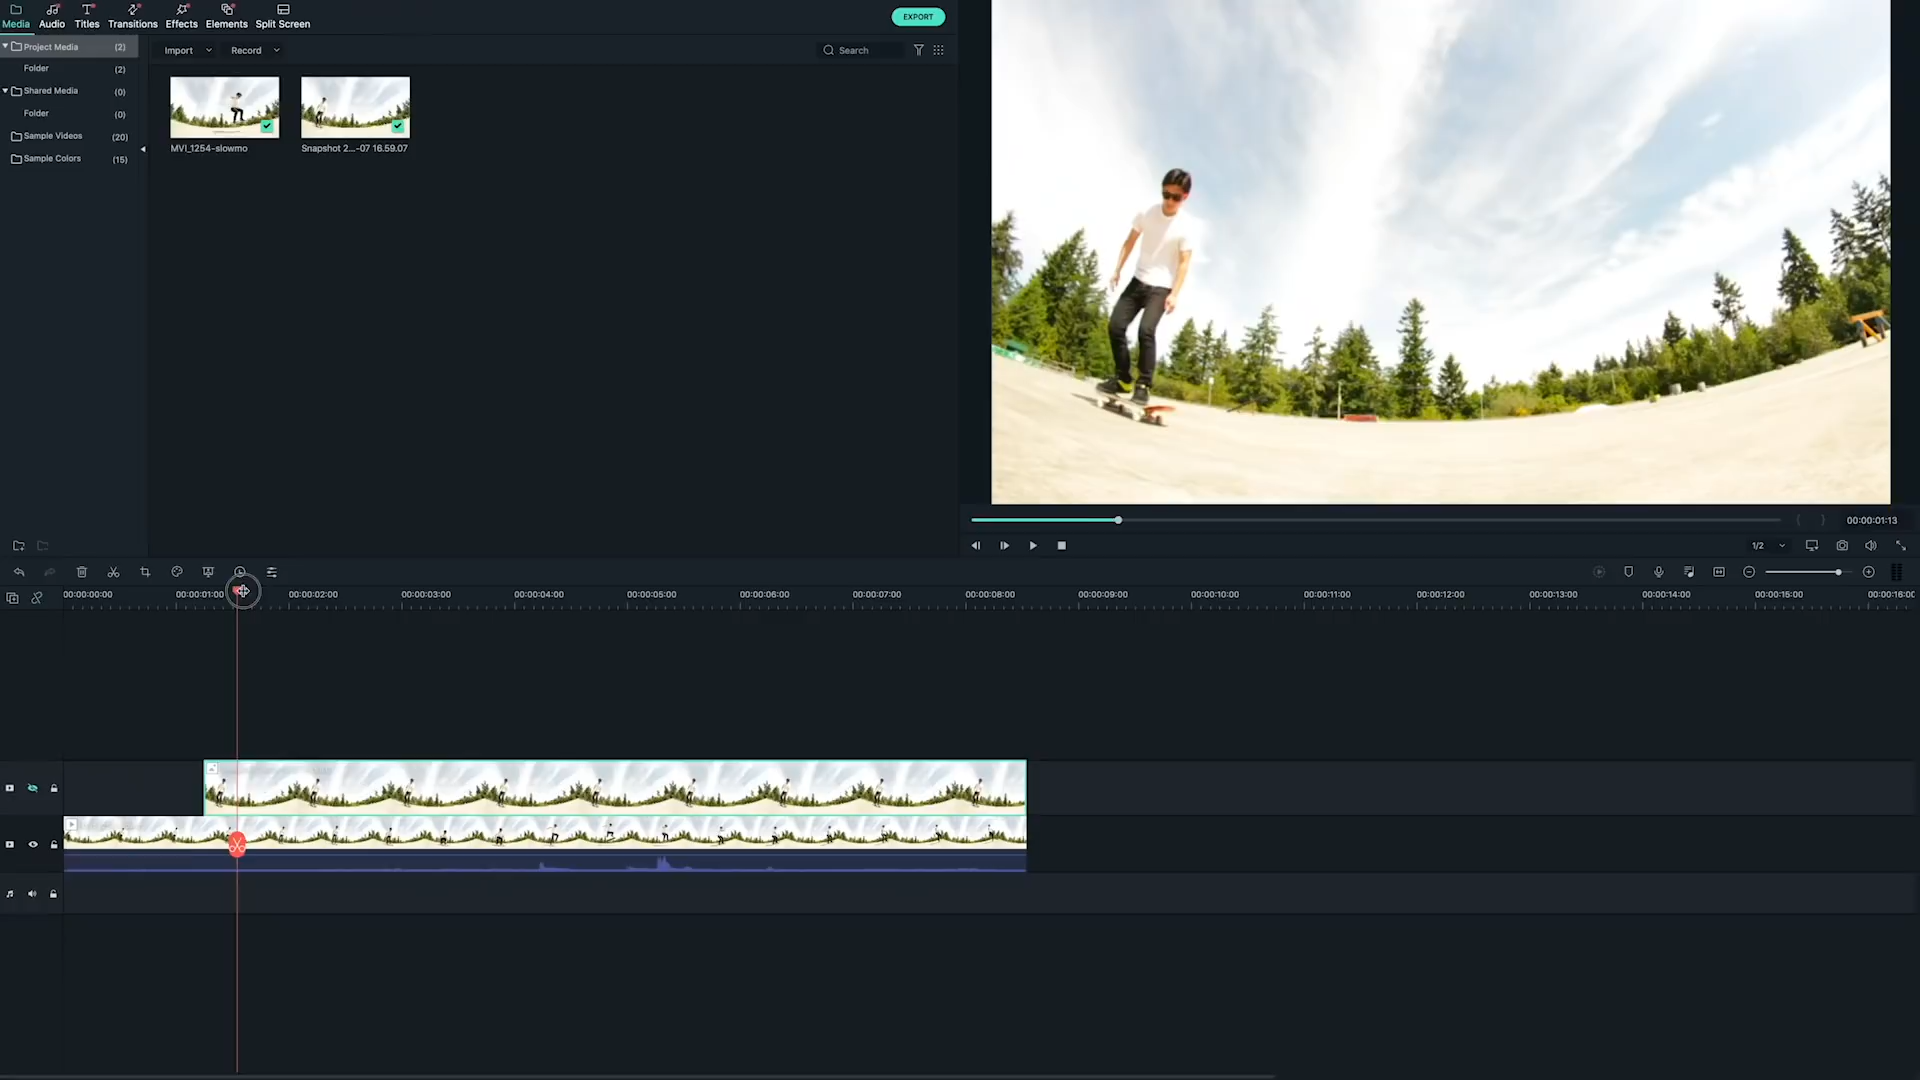 Media Audio Titles Transitions Effects Elements Split Screen
EXPORT
Project Media (2)
Folder (2)
Shared Media (0)
Folder (0)
Sample Videos (20)
Sample Colors (15)
Import Record Search
MVI_1254-slowmo
Snapshot 2...-07 16.59.07
00:00:01:13
1/2
00:00:00:00 00:00:01:00 00:00:02:00 00:00:03:00 00:00:04:00 00:00:05:00 00:00:06:00 00:00:07:00 00:00:08:00 00:00:09:00 00:00:10:00 00:00:11:00 00:00:12:00 00:00:13:00 00:00:14:00 00:00:15:00 00:00:16:00